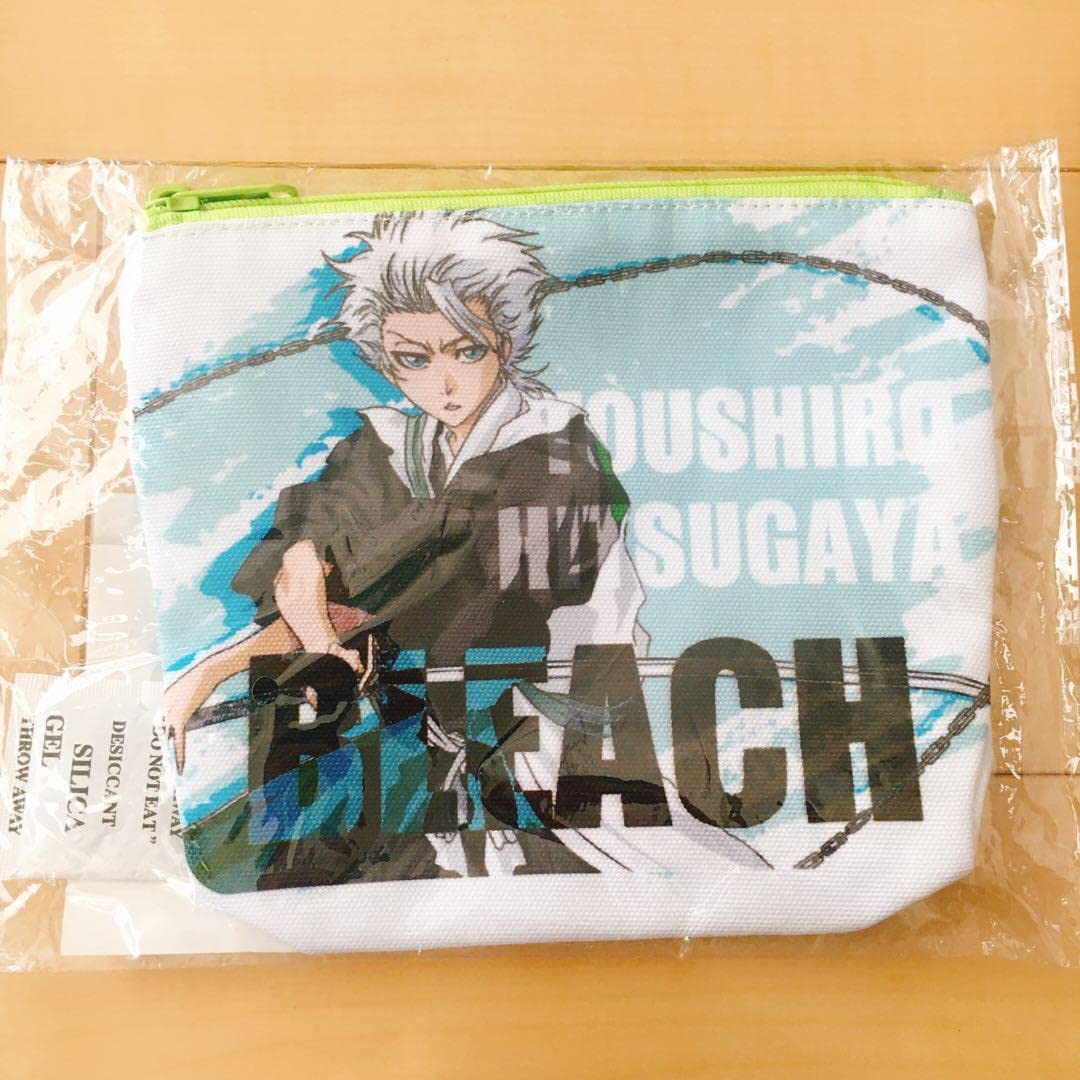 TOUSHIRO
HITSUGAYA
BLEACH
"DO NOT EAT"
DESICCANT
SILICA
GEL
THROW AWAY